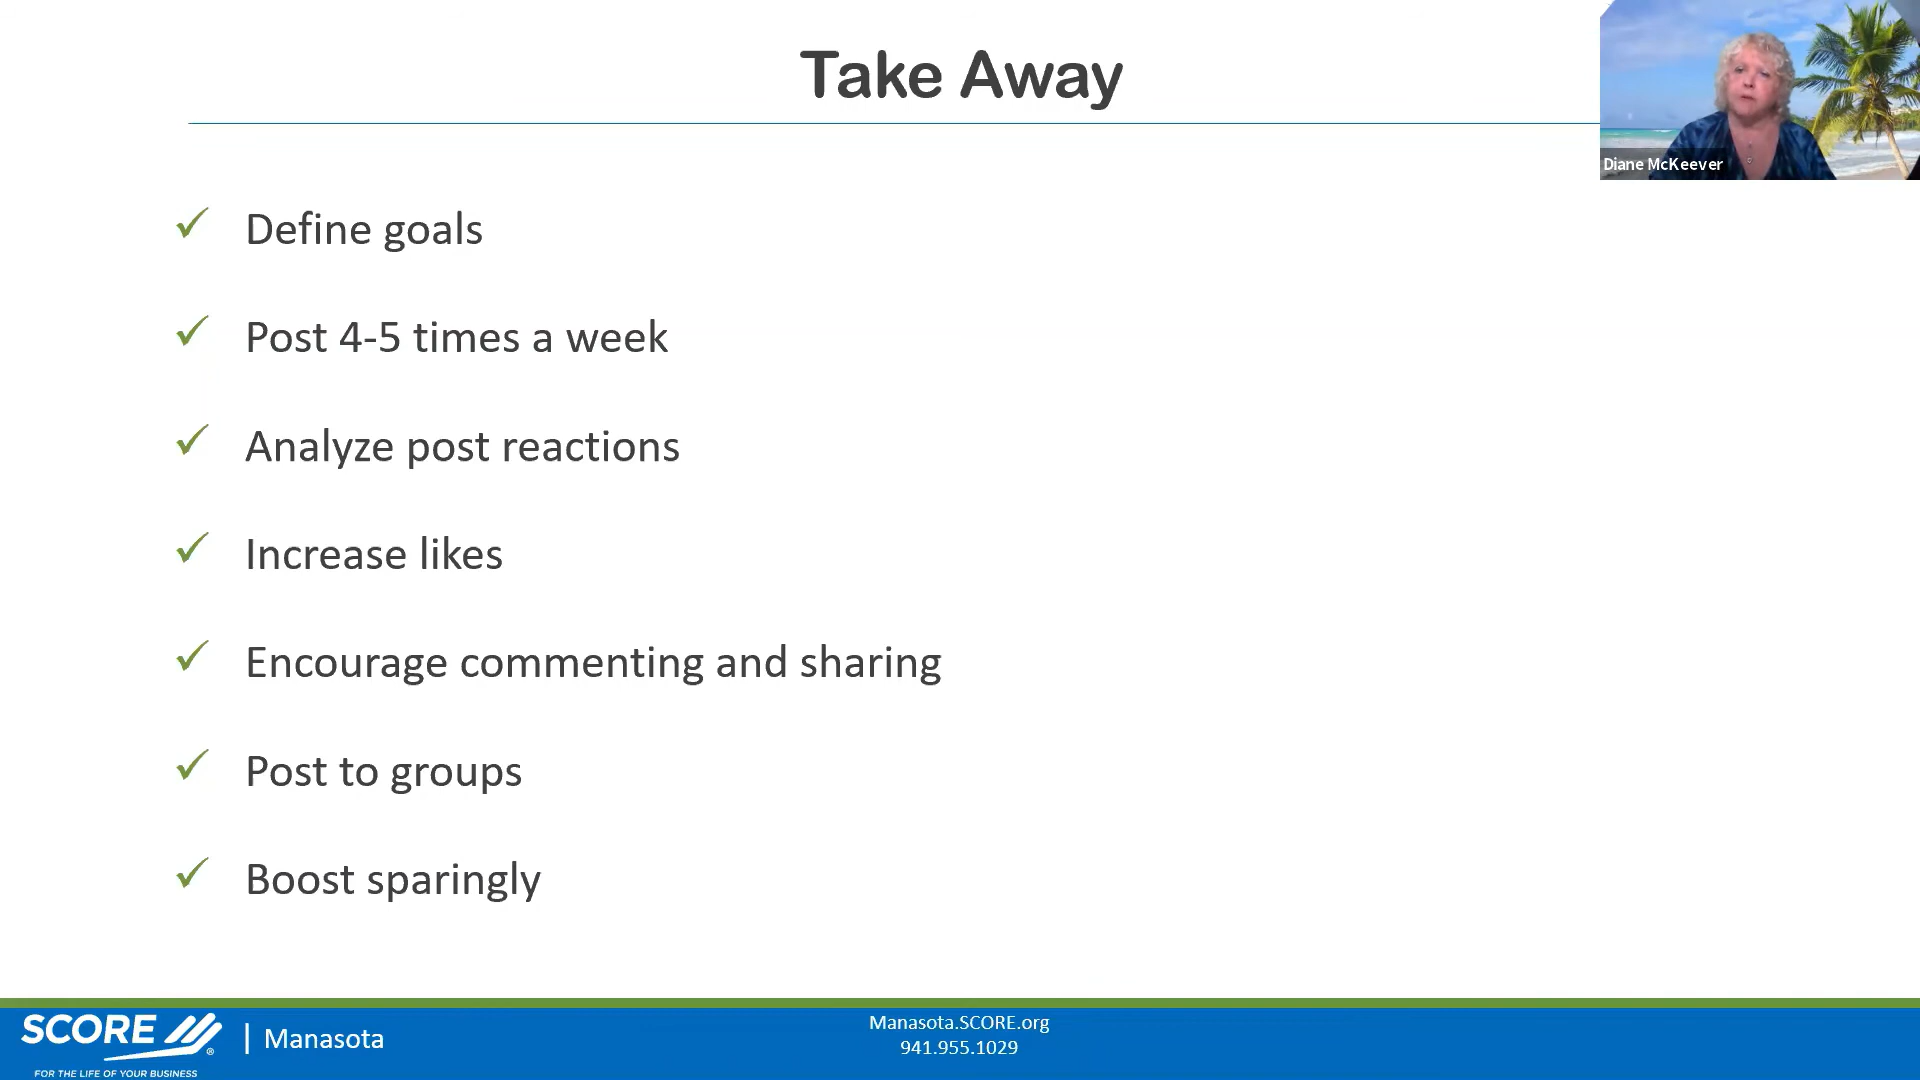 Take Away
Diane McKeever
✓ Define goals
✓ Post 4-5 times a week
✓ Analyze post reactions
✓ Increase likes
✓ Encourage commenting and sharing
✓ Post to groups
✓ Boost sparingly
SCORE ® | Manasota
FOR THE LIFE OF YOUR BUSINESS
Manasota.SCORE.org
941.955.1029